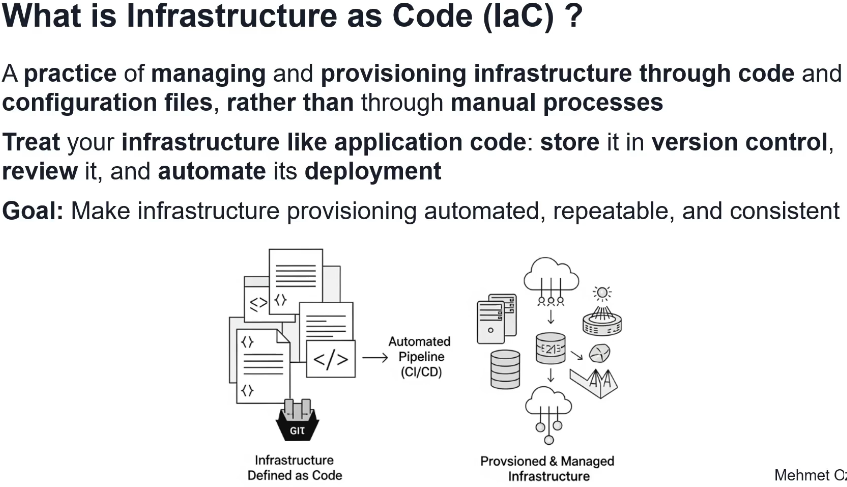 What is Infrastructure as Code (IaC) ?
A practice of managing and provisioning infrastructure through code and
configuration files, rather than through manual processes
Treat your infrastructure like application code: store it in version control,
review it, and automate its deployment
Goal: Make infrastructure provisioning automated, repeatable, and consistent
<>
<>
<>
</>
<>
GIT
Automated
Pipeline
(CI/CD)
Infrastructure
Defined as Code
Provsioned & Managed
Infrastructure
Mehmet